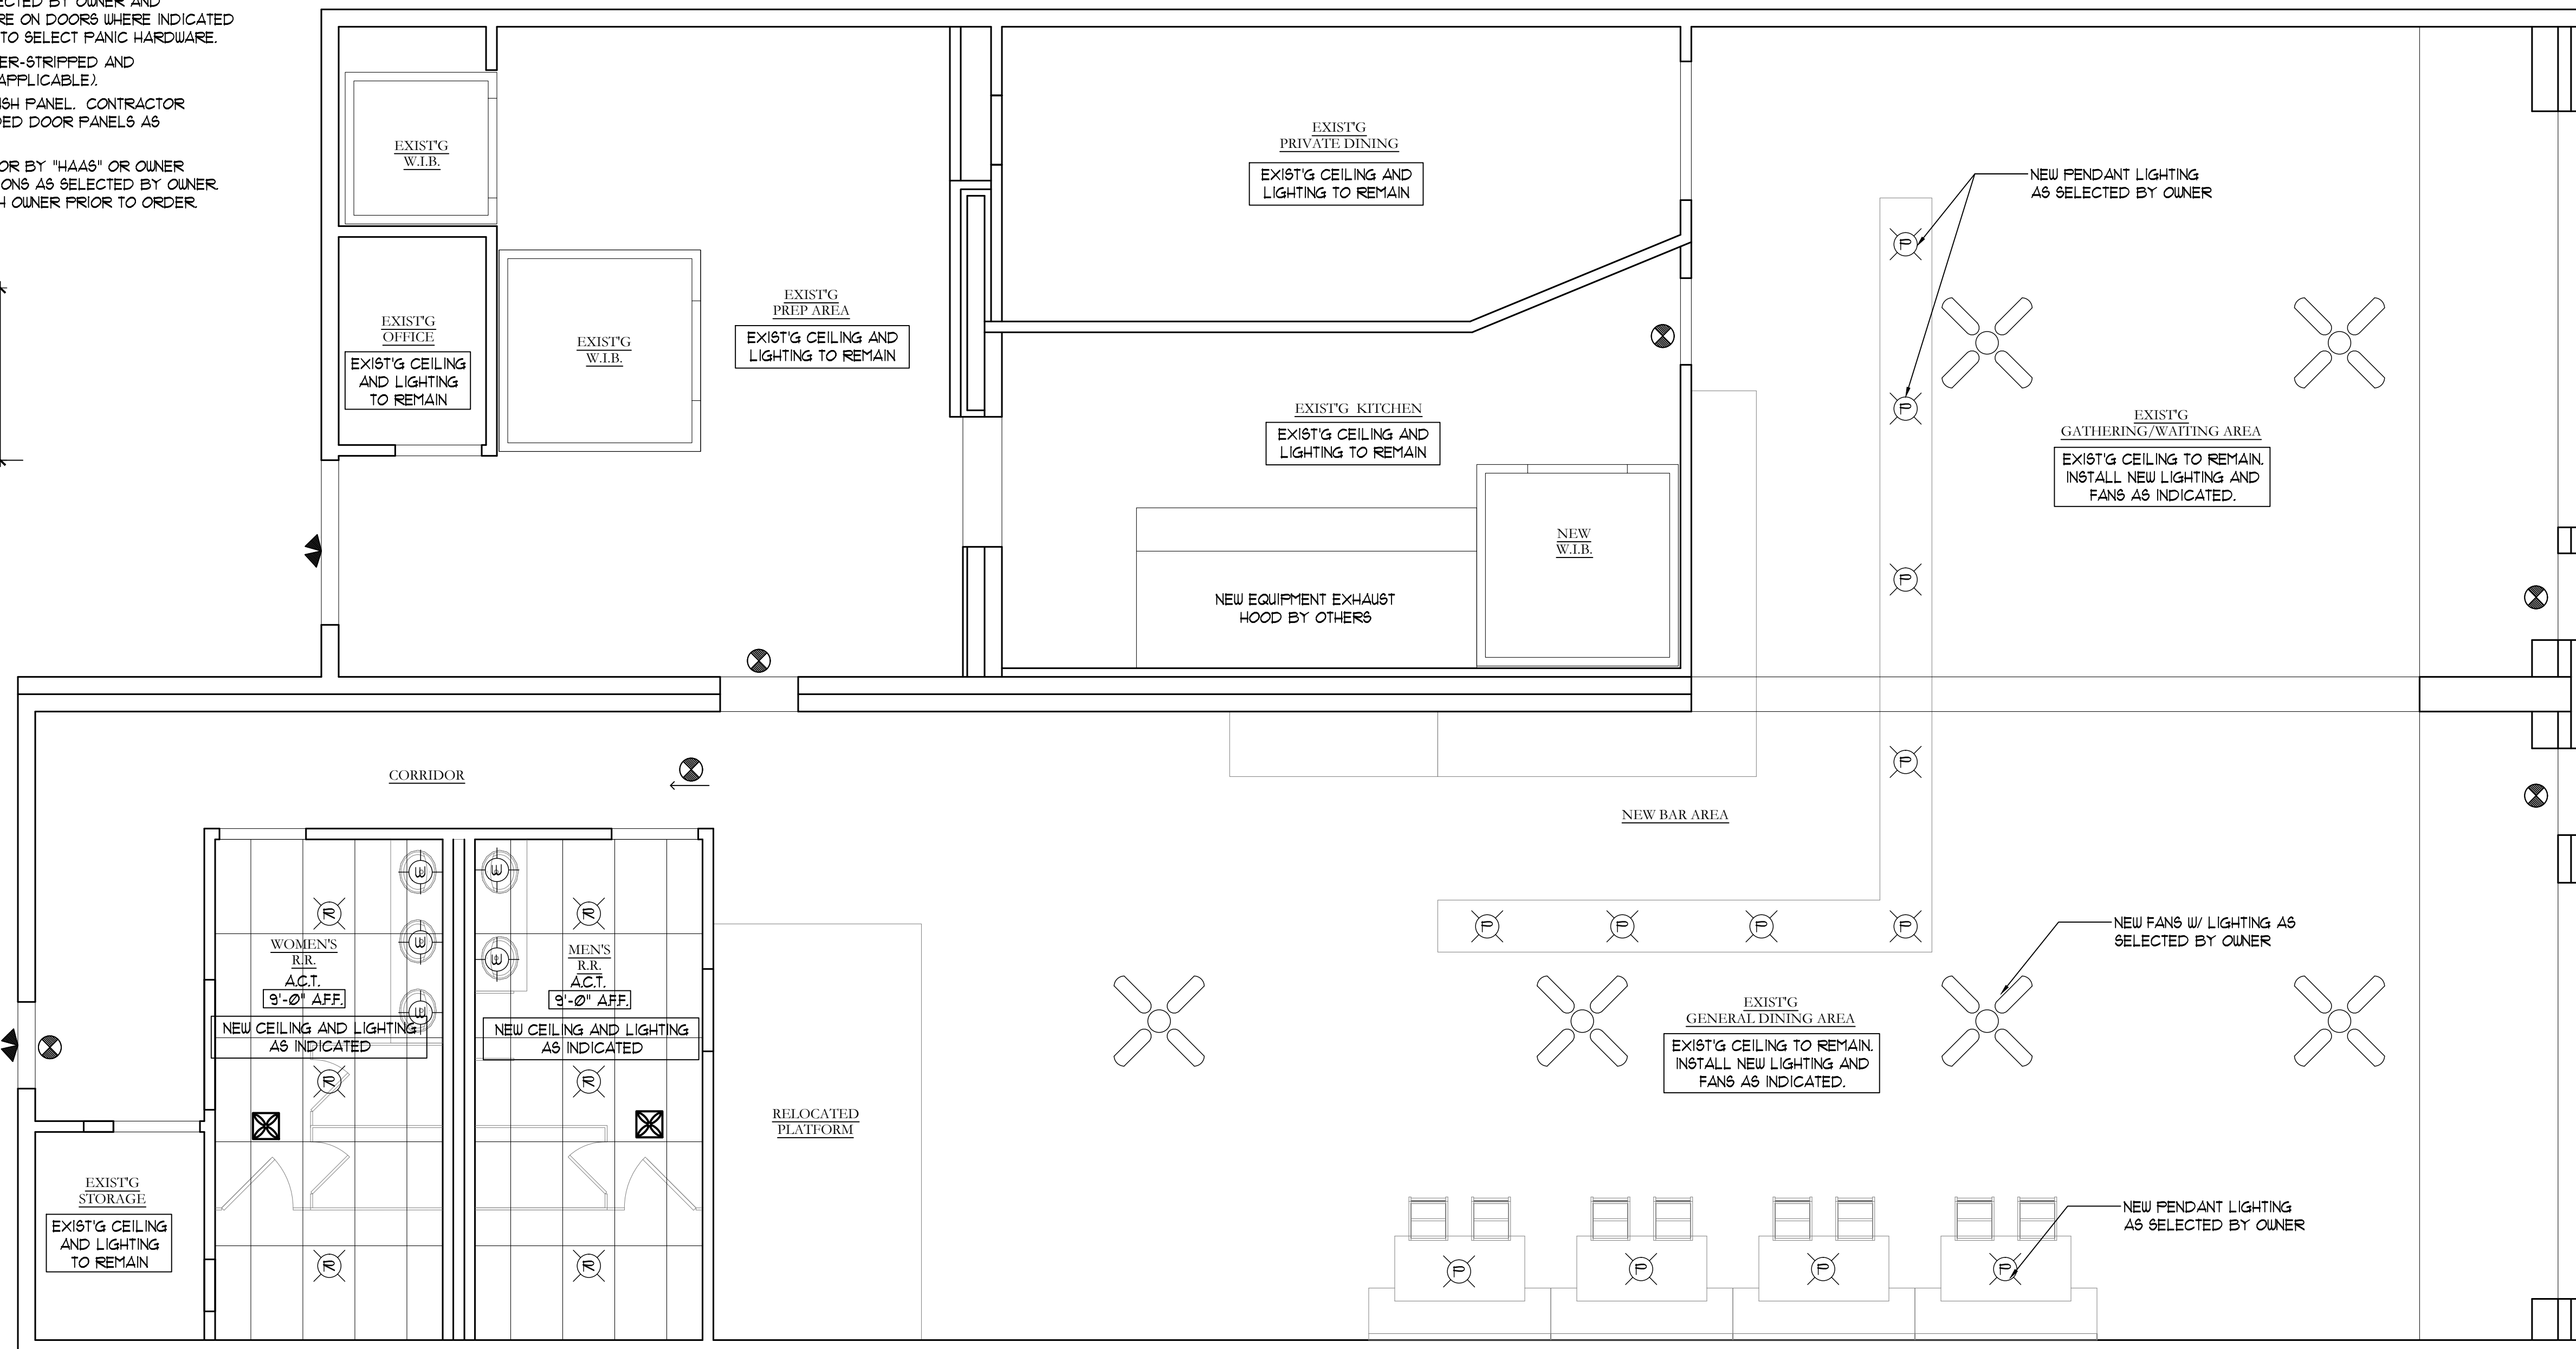 ECTED BY OWNER AND
RE ON DOORS WHERE INDICATED
TO SELECT PANIC HARDWARE.
ER-STRIPPED AND
APPLICABLE).
SH PANEL. CONTRACTOR
DED DOOR PANELS AS
OR BY "HAAS" OR OWNER
ONS AS SELECTED BY OWNER.
H OWNER PRIOR TO ORDER.
EXIST'G
W.I.B.
EXIST'G
OFFICE
EXIST'G CEILING
AND LIGHTING
TO REMAIN
EXIST'G
W.I.B.
EXIST'G
PREP AREA
EXIST'G CEILING AND
LIGHTING TO REMAIN
EXIST'G
PRIVATE DINING
EXIST'G CEILING AND
LIGHTING TO REMAIN
EXIST'G KITCHEN
EXIST'G CEILING AND
LIGHTING TO REMAIN
NEW EQUIPMENT EXHAUST
HOOD BY OTHERS
NEW
W.I.B.
NEW PENDANT LIGHTING
AS SELECTED BY OWNER
P
P
P
P
EXIST'G
GATHERING/WAITING AREA
EXIST'G CEILING TO REMAIN.
INSTALL NEW LIGHTING AND
FANS AS INDICATED.
CORRIDOR
NEW BAR AREA
P
P
P
P
W
W
W
W
W
R
R
WOMEN'S
R.R.
A.C.T.
9'-0" A.F.F.
NEW CEILING AND LIGHTING
AS INDICATED
MEN'S
R.R.
A.C.T.
9'-0" A.F.F.
NEW CEILING AND LIGHTING
AS INDICATED
R
R
R
R
EXIST'G
STORAGE
EXIST'G CEILING
AND LIGHTING
TO REMAIN
RELOCATED
PLATFORM
NEW FANS W/ LIGHTING AS
SELECTED BY OWNER
EXIST'G
GENERAL DINING AREA
EXIST'G CEILING TO REMAIN.
INSTALL NEW LIGHTING AND
FANS AS INDICATED.
NEW PENDANT LIGHTING
AS SELECTED BY OWNER
P
P
P
P